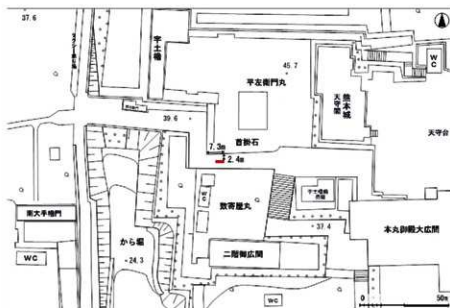 37.6
宇土櫓
平左衛門丸
45.7
熊本城
天守閣
WC
天守台
39.6
首掛石
7.3m
2.4m
数寄屋丸
WC
37.4
本丸御殿大広間
南大手櫓門
WC
から堀
24.3
二階御広間
WC
0
50m